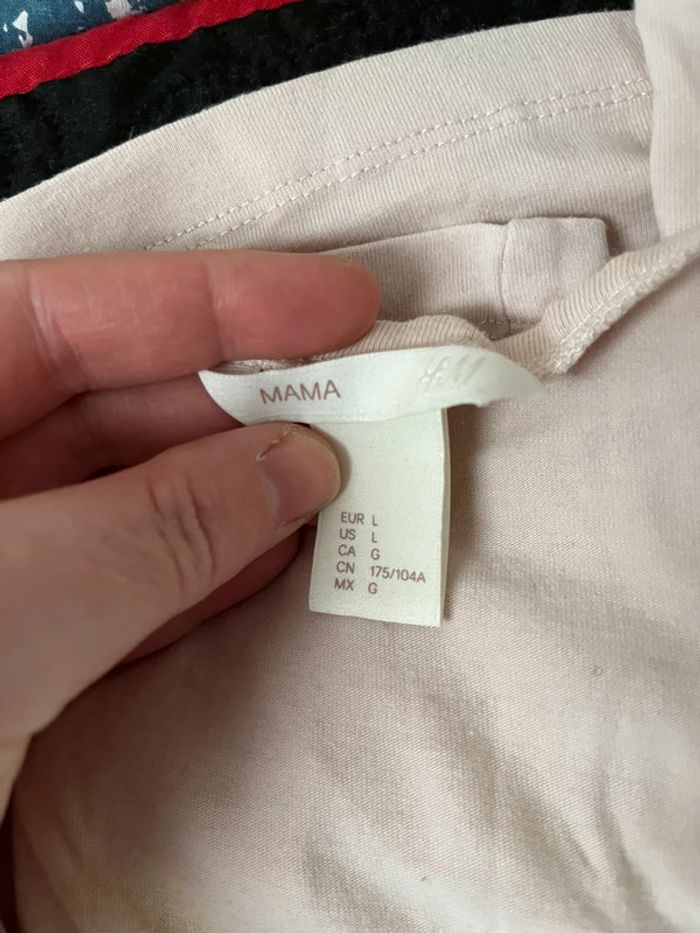 MAMA H&M
EUR L
US L
CA G
CN 175/104A
MX G